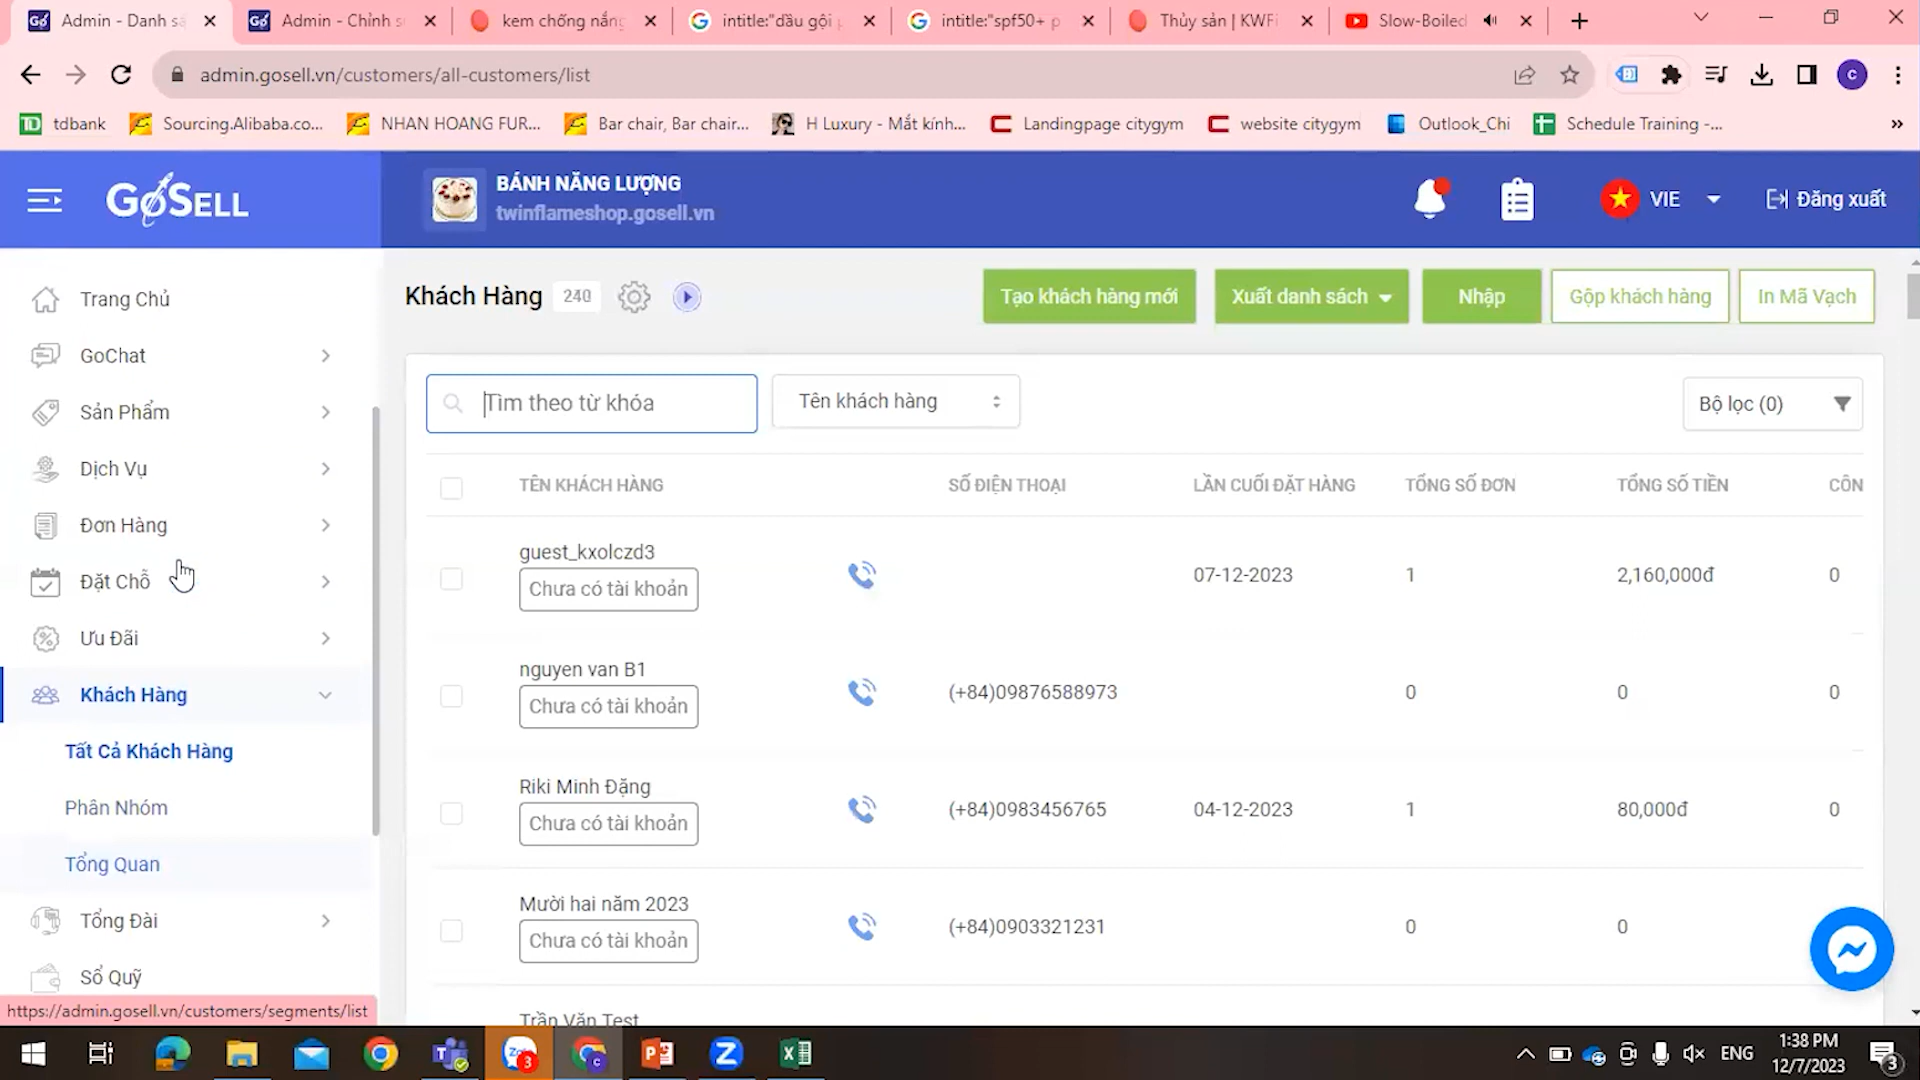 Admin - Danh sá
Admin - Chỉnh s
kem chống nắng
intitle:"dầu gội p
intitle:"spf50+ p
Thủy sản | KWFi
Slow-Boiled
admin.gosell.vn/customers/all-customers/list
tdbank
Sourcing.Alibaba.co...
NHAN HOANG FUR...
Bar chair, Bar chair...
H Luxury - Mắt kính...
Landingpage citygym
website citygym
Outlook_Chi
Schedule Training -...
»
GoSELL
BÁNH NĂNG LƯỢNG
twinflameshop.gosell.vn
VIE
Đăng xuất
Trang Chủ
GoChat
Sản Phẩm
Dịch Vụ
Đơn Hàng
Đặt Chỗ
Ưu Đãi
Khách Hàng
Tất Cả Khách Hàng
Phân Nhóm
Tổng Quan
Tổng Đài
Sổ Quỹ
https://admin.gosell.vn/customers/segments/list
Khách Hàng 240
Tạo khách hàng mới
Xuất danh sách
Nhập
Gộp khách hàng
In Mã Vạch
Tìm theo từ khóa
Tên khách hàng
Bộ lọc (0)
TÊN KHÁCH HÀNG SỐ ĐIỆN THOẠI LẦN CUỐI ĐẶT HÀNG TỔNG SỐ ĐƠN TỔNG SỐ TIỀN CÔN
guest_kxolczd3
Chưa có tài khoản
07-12-2023 1 2,160,000đ 0
nguyen van B1
Chưa có tài khoản
(+84)09876588973 0 0 0
Riki Minh Đặng
Chưa có tài khoản
(+84)0983456765 04-12-2023 1 80,000đ 0
Mười hai năm 2023
Chưa có tài khoản
(+84)0903321231 0 0
Trần Văn Test
ENG
1:38 PM
12/7/2023
3